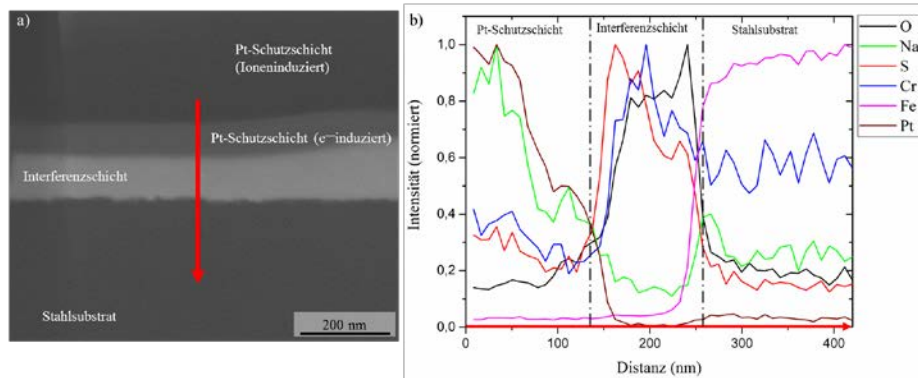 a)
Pt-Schutzschicht
(Ioneninduziert)
Pt-Schutzschicht (e⁻-induziert)
Interferenzschicht
Stahlsubstrat
200 nm
b)
Pt-Schutzschicht
Interferenzschicht
Stahlsubstrat
O
Na
S
Cr
Fe
Pt
Intensität (normiert)
1,0
0,8
0,6
0,4
0,2
0,0
0
100
200
300
400
Distanz (nm)